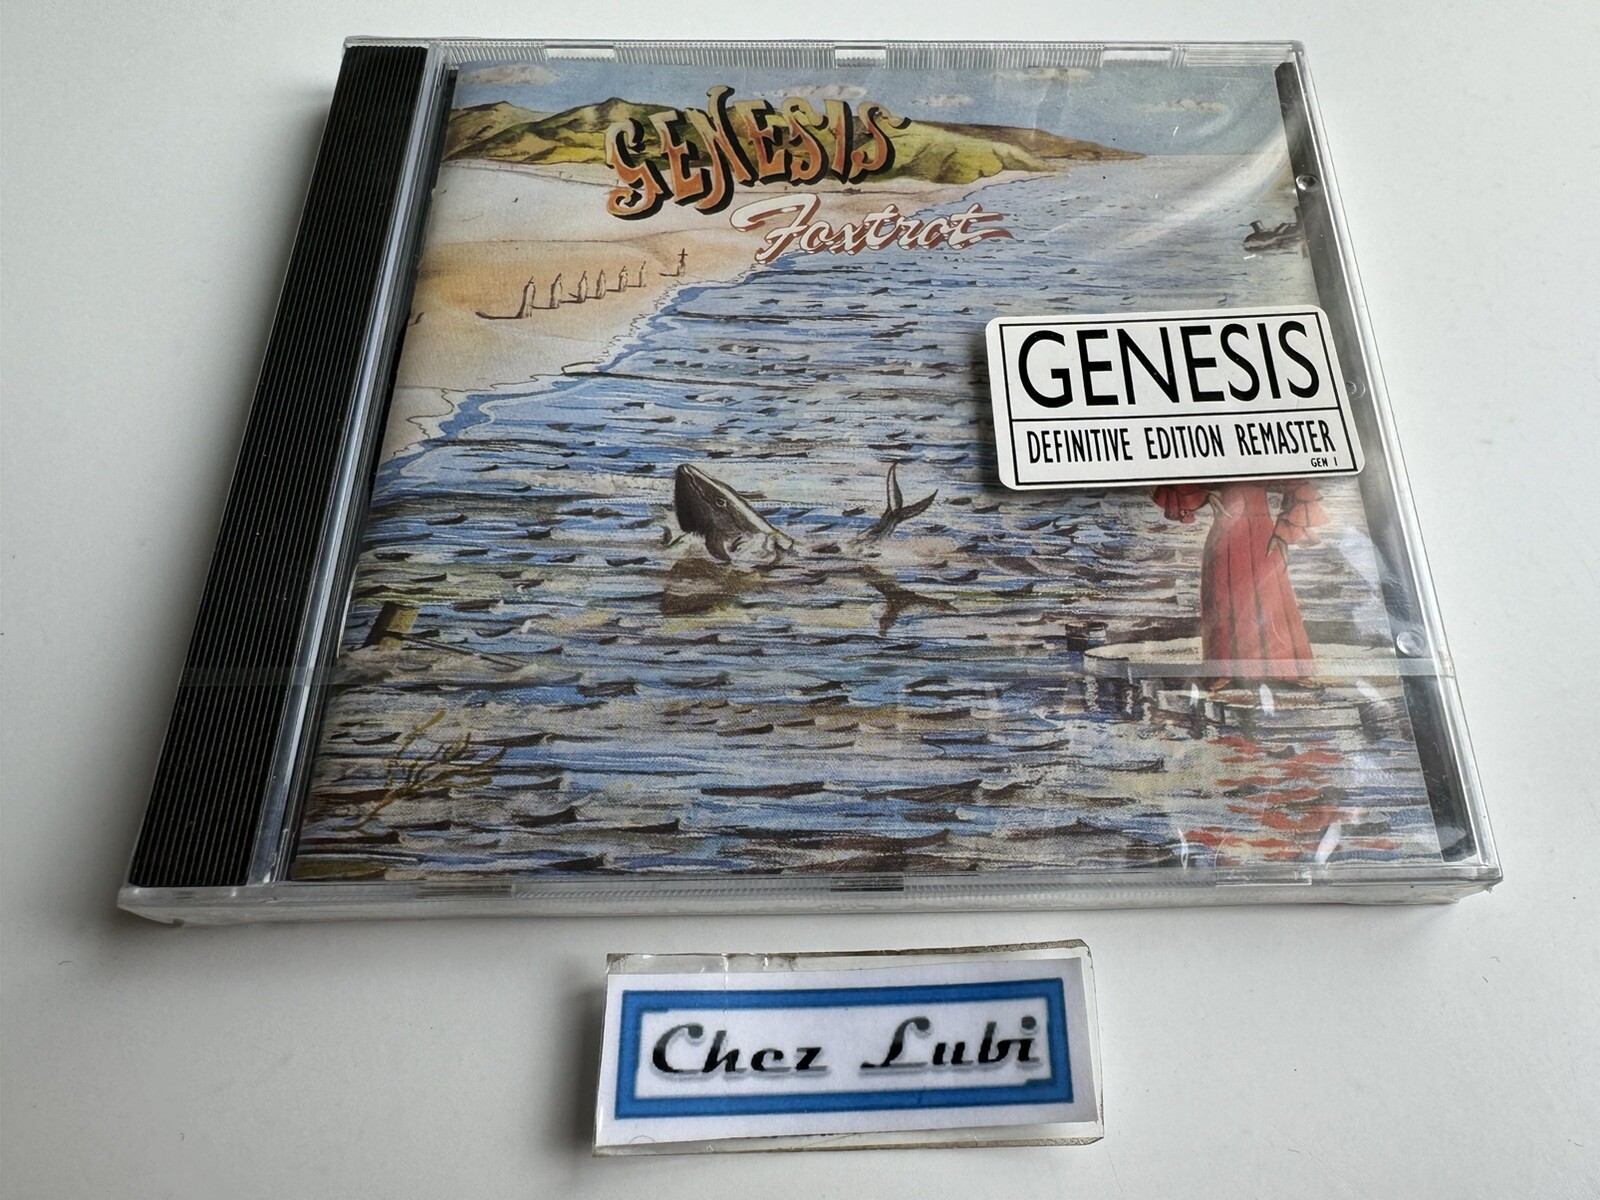 GENESIS
Foxtrot
GENESIS
DEFINITIVE EDITION REMASTER
GEN 1
Chez Lubi